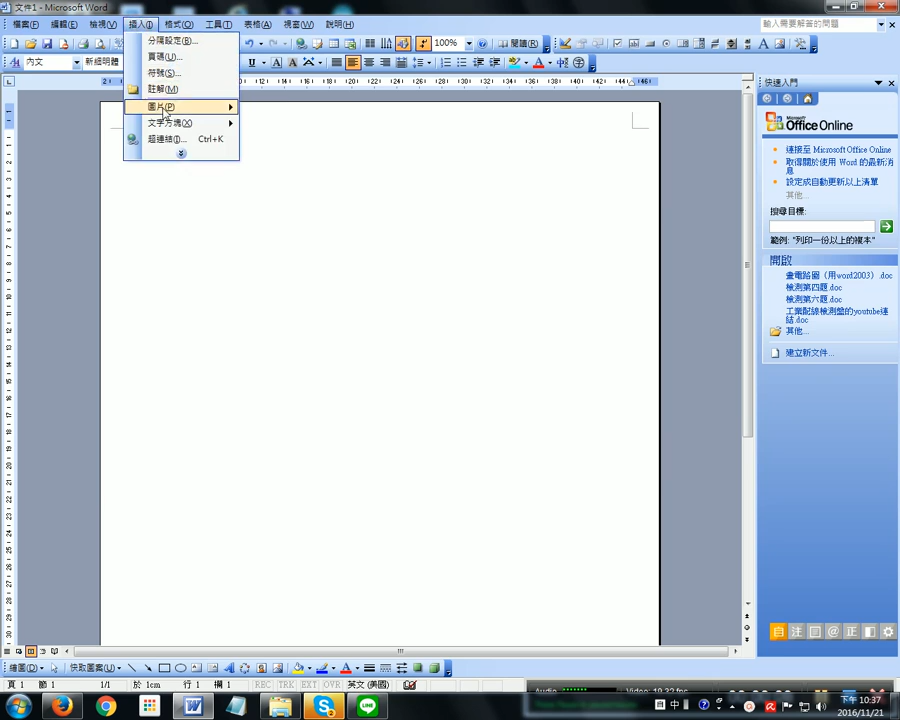 文件1 - Microsoft Word
檔案(F) 編輯(E) 檢視(V) 插入(I) 格式(O) 工具(T) 表格(A) 視窗(W) 說明(H)
輸入需要解答的問題
100%
閱讀(R)
內文
新細明體
分隔設定(B)...
頁碼(U)...
符號(S)...
註解(M)
圖片(P)
文字方塊(X)
超連結(I)... Ctrl+K
快速入門
Microsoft
Office Online
連接至 Microsoft Office Online
取得關於使用 Word 的最新消
息
設定成自動更新以上清單
其他...
搜尋目標:
範例: "列印一份以上的複本"
開啟
畫電路圖（用word2003）.doc
檢測第四題.doc
檢測第六題.doc
工業配線檢測盤的youtube連
結.doc
其他...
建立新文件...
繪圖(D) 快取圖案(U)
頁 1 節 1 1/1 於 1cm 行 1 欄 1 REC TRK EXT OVR 英文 (美國)
Audio Video: 19.32 fps
下午 10:37
2016/11/21